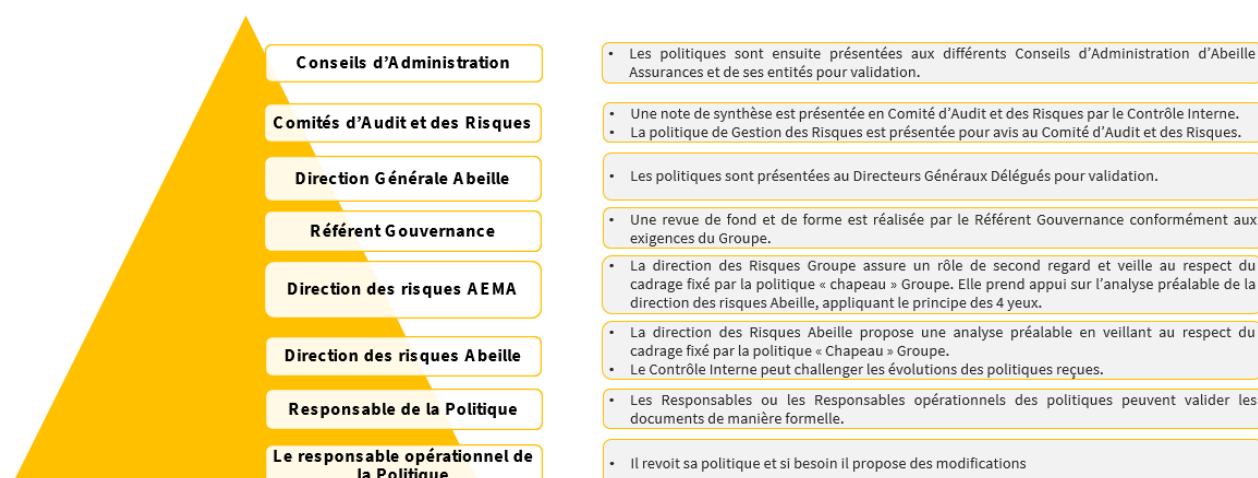 Conseils d'Administration
• Les politiques sont ensuite présentées aux différents Conseils d'Administration d'Abeille
Assurances et de ses entités pour validation.
Comités d'Audit et des Risques
• Une note de synthèse est présentée en Comité d'Audit et des Risques par le Contrôle Interne.
• La politique de Gestion des Risques est présentée pour avis au Comité d'Audit et des Risques.
Direction Générale Abeille
• Les politiques sont présentées au Directeurs Généraux Délégués pour validation.
Référent Gouvernance
• Une revue de fond et de forme est réalisée par le Référent Gouvernance conformément aux
exigences du Groupe.
Direction des risques AEMA
• La direction des Risques Groupe assure un rôle de second regard et veille au respect du
cadrage fixé par la politique « chapeau » Groupe. Elle prend appui sur l'analyse préalable de la
direction des risques Abeille, appliquant le principe des 4 yeux.
Direction des risques Abeille
• La direction des Risques Abeille propose une analyse préalable en veillant au respect du
cadrage fixé par la politique « Chapeau » Groupe.
• Le Contrôle Interne peut challenger les évolutions des politiques reçues.
Responsable de la Politique
• Les Responsables ou les Responsables opérationnels des politiques peuvent valider les
documents de manière formelle.
Le responsable opérationnel de
la Politique
• Il revoit sa politique et si besoin il propose des modifications